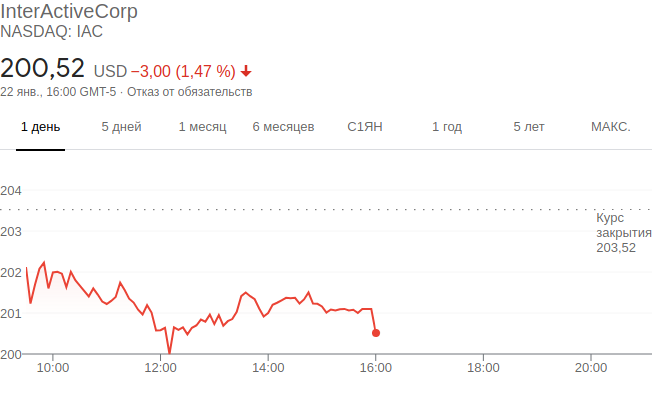 InterActiveCorp
NASDAQ: IAC
200,52 USD −3,00 (1,47 %)
22 янв., 16:00 GMT-5 · Отказ от обязательств
1 день 5 дней 1 месяц 6 месяцев С1ЯН 1 год 5 лет МАКС.
204
Курс
закрытия
203,52
203
202
201
200
10:00 12:00 14:00 16:00 18:00 20:00